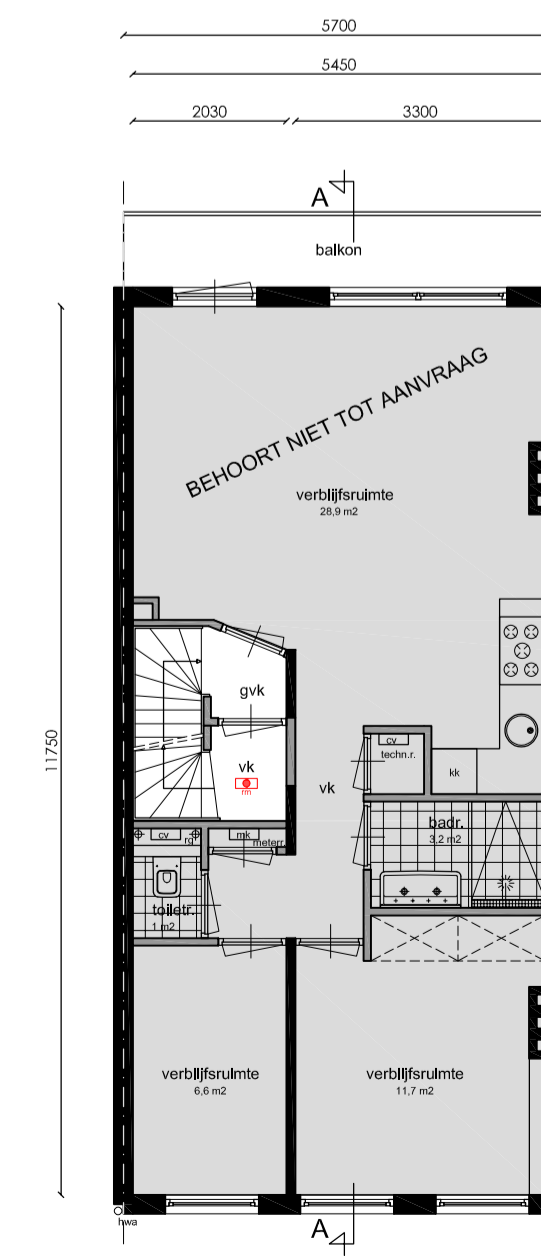 5700
5450
2030
3300
A
balkon
BEHOORT NIET TOT AANVRAAG
verblijfsruimte
28,9 m2
gvk
11750
vk
rm
vk
cv
techn.r.
kk
badr.
3,2 m2
cv
rg
mk
meterr.
toiletr.
1 m2
verblijfsruimte
6,6 m2
verblijfsruimte
11,7 m2
hwa
A